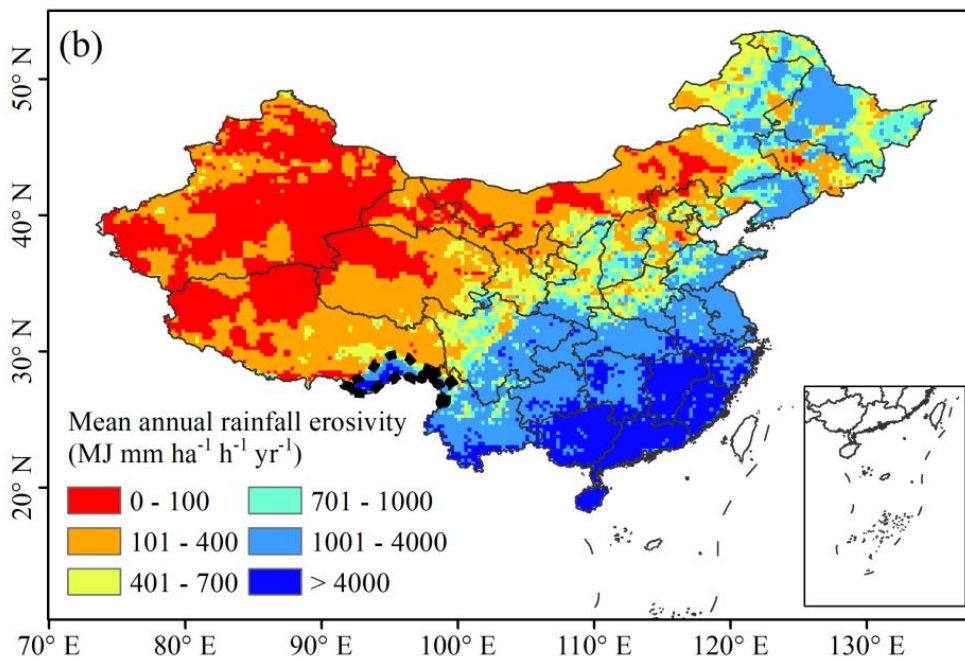 (b)
50° N
40° N
30° N
20° N
Mean annual rainfall erosivity
(MJ mm ha⁻¹ h⁻¹ yr⁻¹)
0 - 100
701 - 1000
101 - 400
1001 - 4000
401 - 700
> 4000
70° E
80° E
90° E
100° E
110° E
120° E
130° E